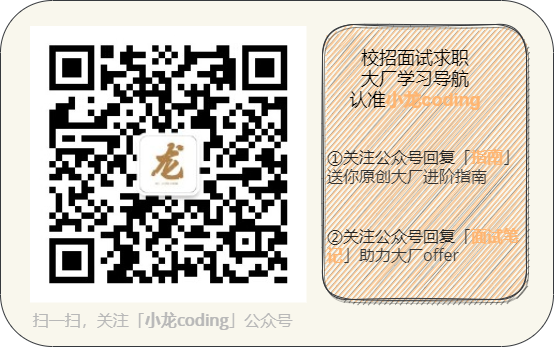 龙
扫一扫，关注「小龙coding」公众号
校招面试求职
大厂学习导航
认准小龙coding
①关注公众号回复「指南」
送你原创大厂进阶指南
②关注公众号回复「面试笔
记」助力大厂offer